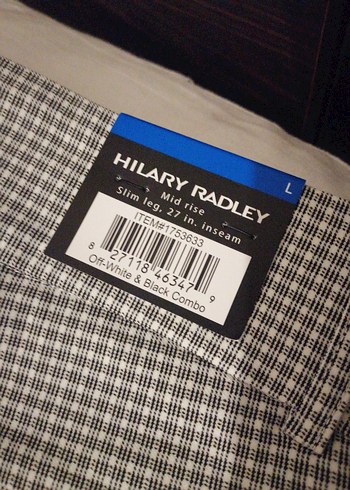 L
HILARY RADLEY
Mid rise
Slim leg, 27 in. inseam
ITEM#1753633
8 27118 46347 9
Off-White & Black Combo